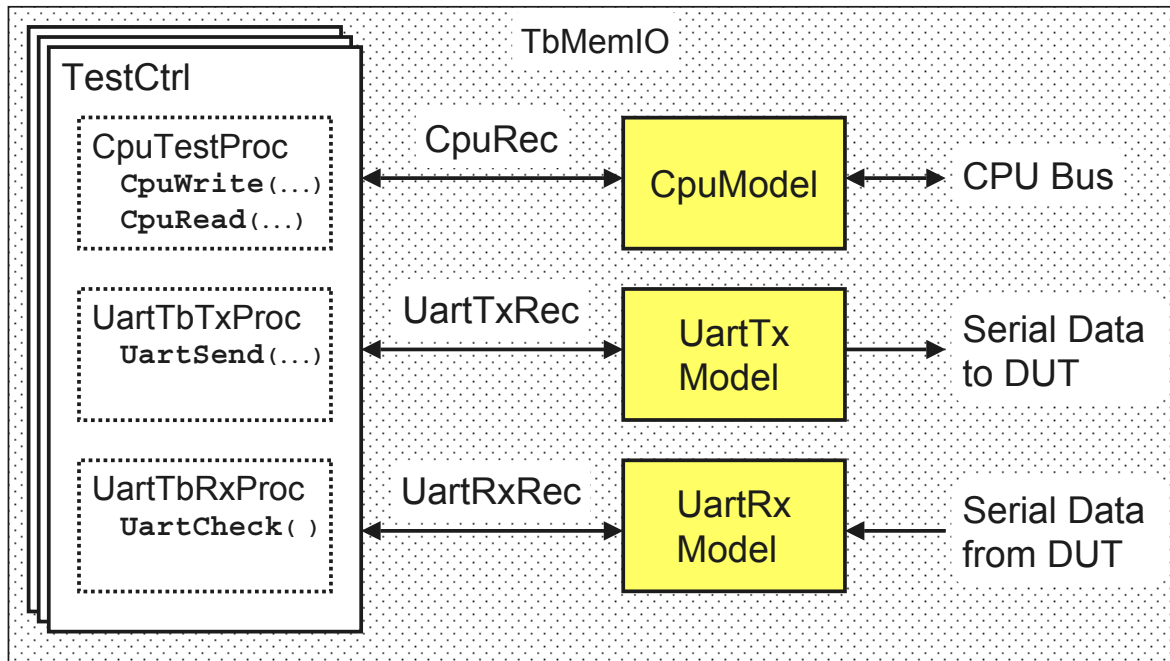 TbMemIO
TestCtrl
CpuTestProc
CpuWrite(...)
CpuRead(...)
CpuRec
CpuModel
CPU Bus
UartTbTxProc
UartSend(...)
UartTxRec
UartTx
Model
Serial Data
to DUT
UartTbRxProc
UartCheck( )
UartRxRec
UartRx
Model
Serial Data
from DUT